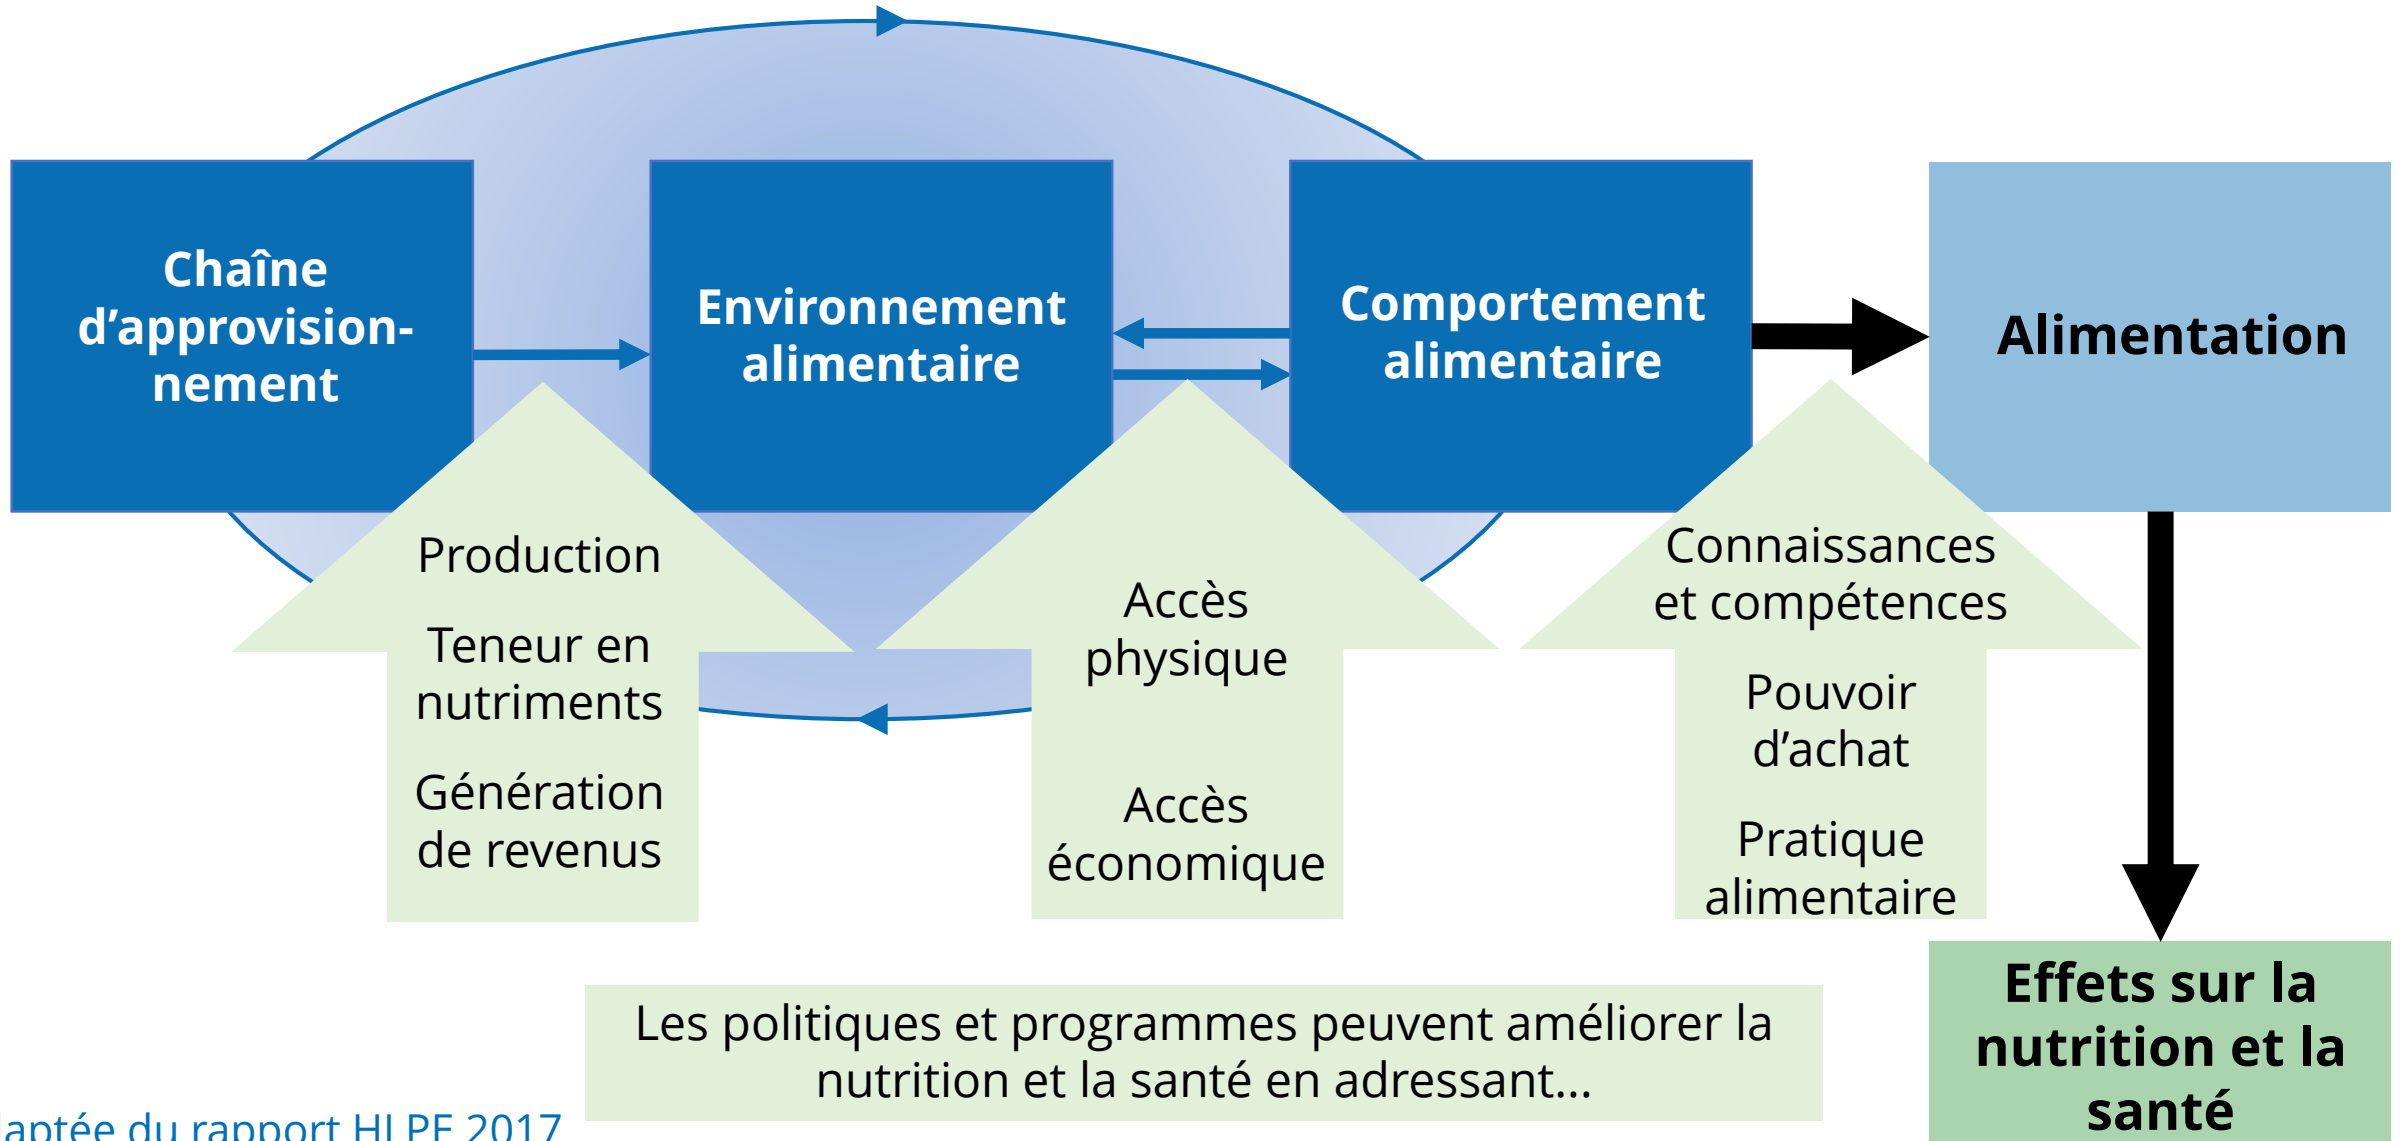 Chaîne
d’approvision-
nement
Environnement
alimentaire
Comportement
alimentaire
Alimentation
Production
Teneur en
nutriments
Génération
de revenus
Accès
physique
Accès
économique
Connaissances
et compétences
Pouvoir
d’achat
Pratique
alimentaire
Les politiques et programmes peuvent améliorer la
nutrition et la santé en adressant...
Effets sur la
nutrition et la
santé
du rapport HLPE 2017